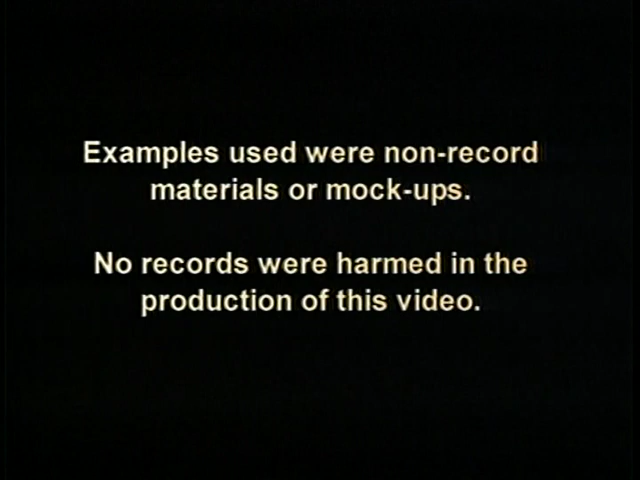 Examples used were non-record
materials or mock-ups.
No records were harmed in the
production of this video.